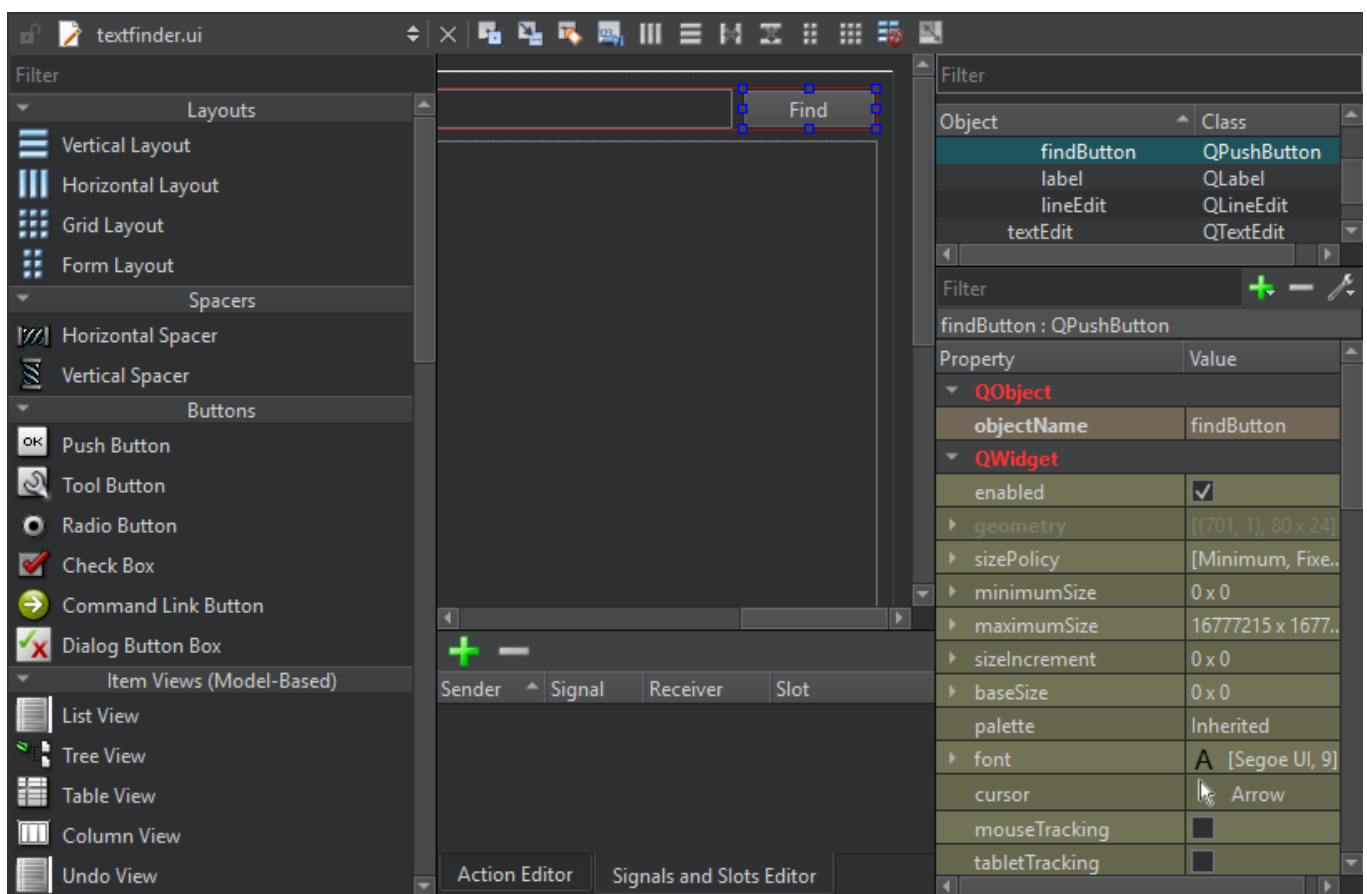 textfinder.ui
Filter
Layouts
Vertical Layout
Horizontal Layout
Grid Layout
Form Layout
Spacers
Horizontal Spacer
Vertical Spacer
Buttons
OK Push Button
Tool Button
Radio Button
Check Box
Command Link Button
Dialog Button Box
Item Views (Model-Based)
List View
Tree View
Table View
Column View
Undo View
Find
Sender Signal Receiver Slot
Action Editor Signals and Slots Editor
Filter
Object Class
findButton QPushButton
label QLabel
lineEdit QLineEdit
textEdit QTextEdit
Filter
findButton : QPushButton
Property Value
QObject
objectName findButton
QWidget
enabled
geometry [(701, 1), 80 x 24]
sizePolicy [Minimum, Fixe..
minimumSize 0 x 0
maximumSize 16777215 x 1677..
sizeIncrement 0 x 0
baseSize 0 x 0
palette Inherited
font A [Segoe UI, 9]
cursor Arrow
mouseTracking
tabletTracking